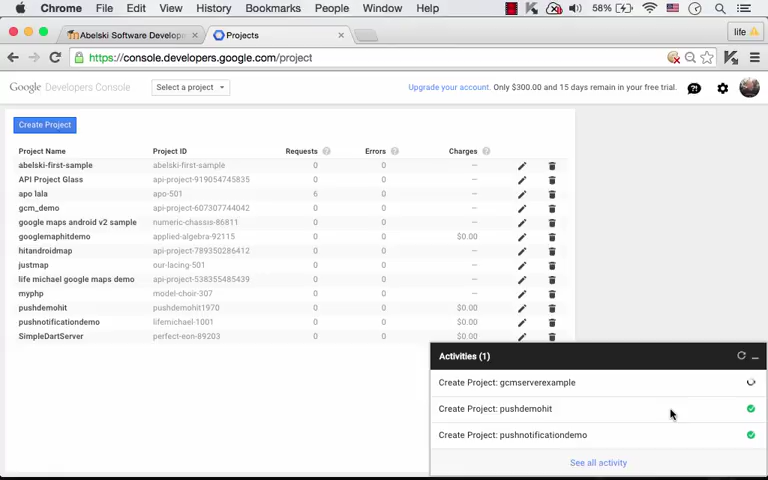 Chrome File Edit View History Bookmarks People Window Help 58%
Abelski Software Develop
Projects
life
https://console.developers.google.com/project
Google Developers Console
Select a project
Upgrade your account. Only $300.00 and 15 days remain in your free trial.
Create Project
Project Name Project ID Requests Errors Charges
abelski-first-sample abelski-first-sample 0 0 —
API Project Glass api-project-919054745835 0 0 —
apo lala apo-501 6 0 —
gcm_demo api-project-607307744042 0 0 —
google maps android v2 sample numeric-chassis-86811 0 0 —
googlemaphitdemo applied-algebra-92115 0 0 $0.00
hitandroidmap api-project-789350286412 0 0 —
justmap our-lacing-501 0 0 —
life michael google maps demo api-project-538355485439 0 0 —
myphp model-choir-307 0 0 —
pushdemohit pushdemohit1970 0 0 $0.00
pushnotificationdemo lifemichael-1001 0 0 $0.00
SimpleDartServer perfect-eon-89203 0 0 $0.00
Activities (1)
Create Project: gcmserverexample
Create Project: pushdemohit
Create Project: pushnotificationdemo
See all activity